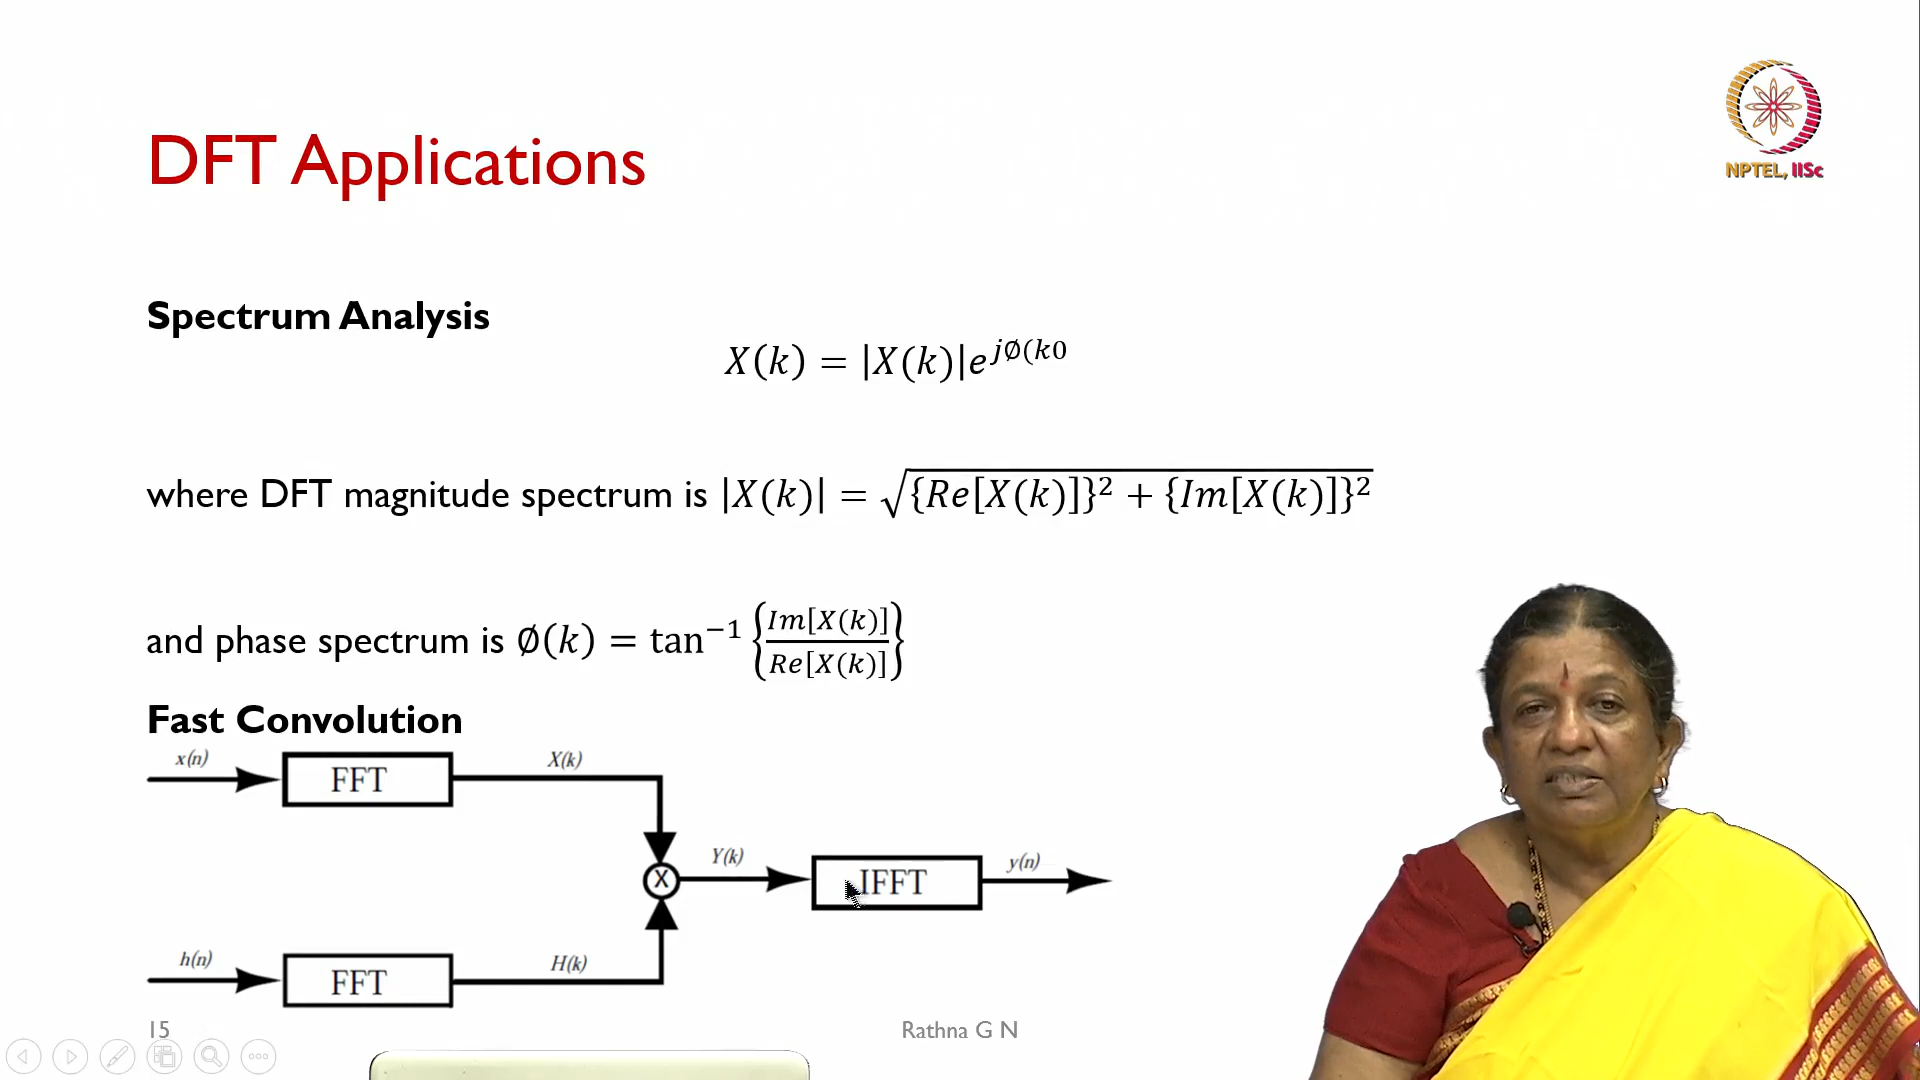 NPTEL, IISc
DFT Applications
Spectrum Analysis
X(k) = |X(k)|e^{j∅(k0}
where DFT magnitude spectrum is |X(k)| = √{Re[X(k)]}² + {Im[X(k)]}²
and phase spectrum is ∅(k) = tan⁻¹ {Im[X(k)]/Re[X(k)]}
Fast Convolution
x(n)
FFT
X(k)
X
Y(k)
IFFT
y(n)
h(n)
FFT
H(k)
15
Rathna G N